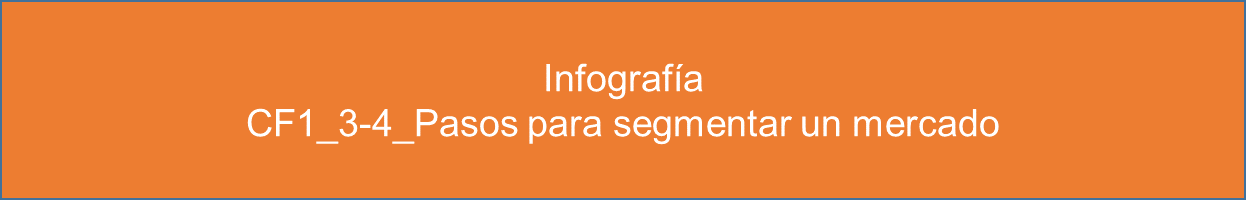 Infografía
CF1_3-4_Pasos para segmentar un mercado